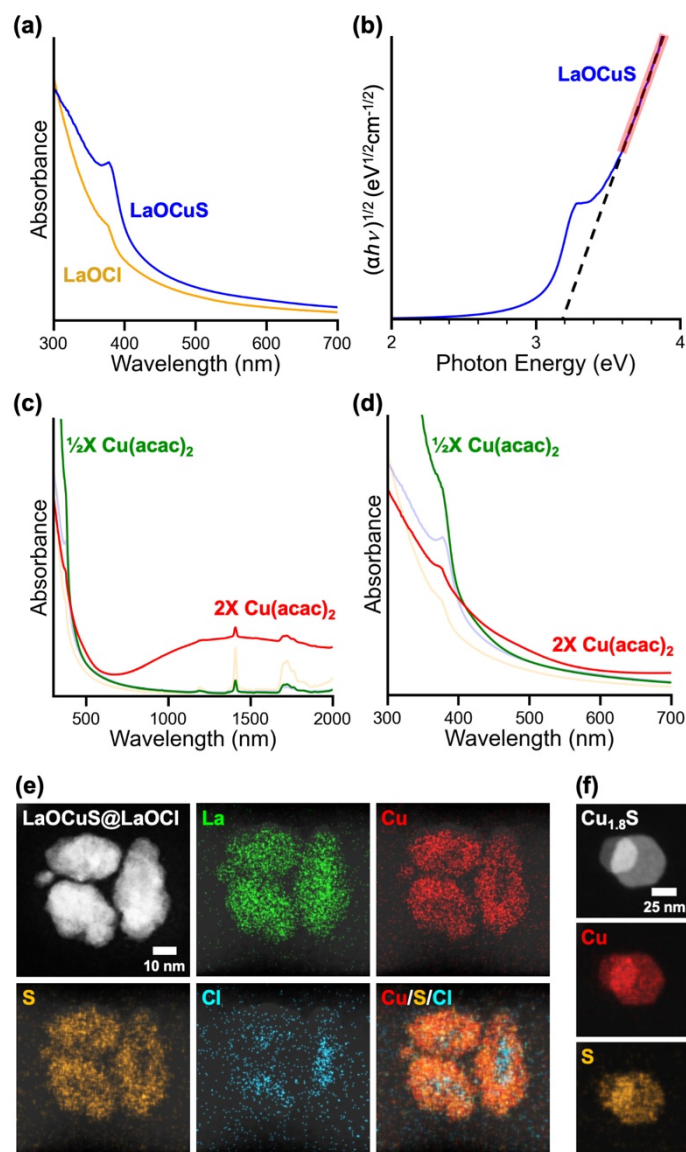 (a)
Absorbance
LaOCuS
LaOCl
300 400 500 600 700
Wavelength (nm)
(b)
(αhν)1/2 (eV1/2cm-1/2)
LaOCuS
2 3 4
Photon Energy (eV)
(c)
Absorbance
½X Cu(acac)2
2X Cu(acac)2
500 1000 1500 2000
Wavelength (nm)
(d)
Absorbance
½X Cu(acac)2
2X Cu(acac)2
300 400 500 600 700
Wavelength (nm)
(e)
LaOCuS@LaOCl
10 nm
La
Cu
S
Cl
Cu/S/Cl
(f)
Cu1.8S
25 nm
Cu
S